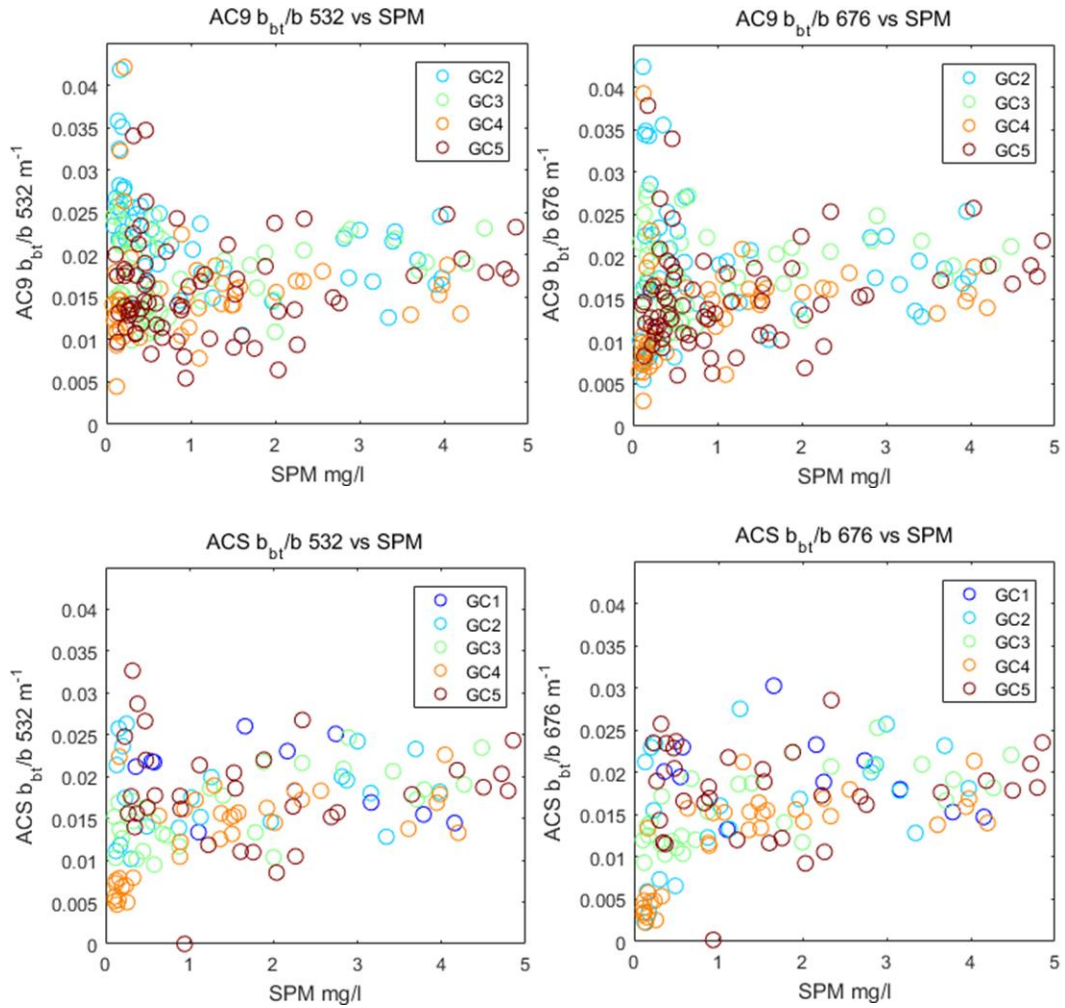 AC9 b_bt/b 532 vs SPM
AC9 b_bt/b 532 m⁻¹
0.04
0.035
0.03
0.025
0.02
0.015
0.01
0.005
0
GC2
GC3
GC4
GC5
0 1 2 3 4 5
SPM mg/l
AC9 b_bt/b 676 vs SPM
AC9 b_bt/b 676 m⁻¹
0.04
0.035
0.03
0.025
0.02
0.015
0.01
0.005
0
GC2
GC3
GC4
GC5
0 1 2 3 4 5
SPM mg/l
ACS b_bt/b 532 vs SPM
ACS b_bt/b 532 m⁻¹
0.04
0.035
0.03
0.025
0.02
0.015
0.01
0.005
0
GC1
GC2
GC3
GC4
GC5
0 1 2 3 4 5
SPM mg/l
ACS b_bt/b 676 vs SPM
ACS b_bt/b 676 m⁻¹
0.04
0.035
0.03
0.025
0.02
0.015
0.01
0.005
0
GC1
GC2
GC3
GC4
GC5
0 1 2 3 4 5
SPM mg/l